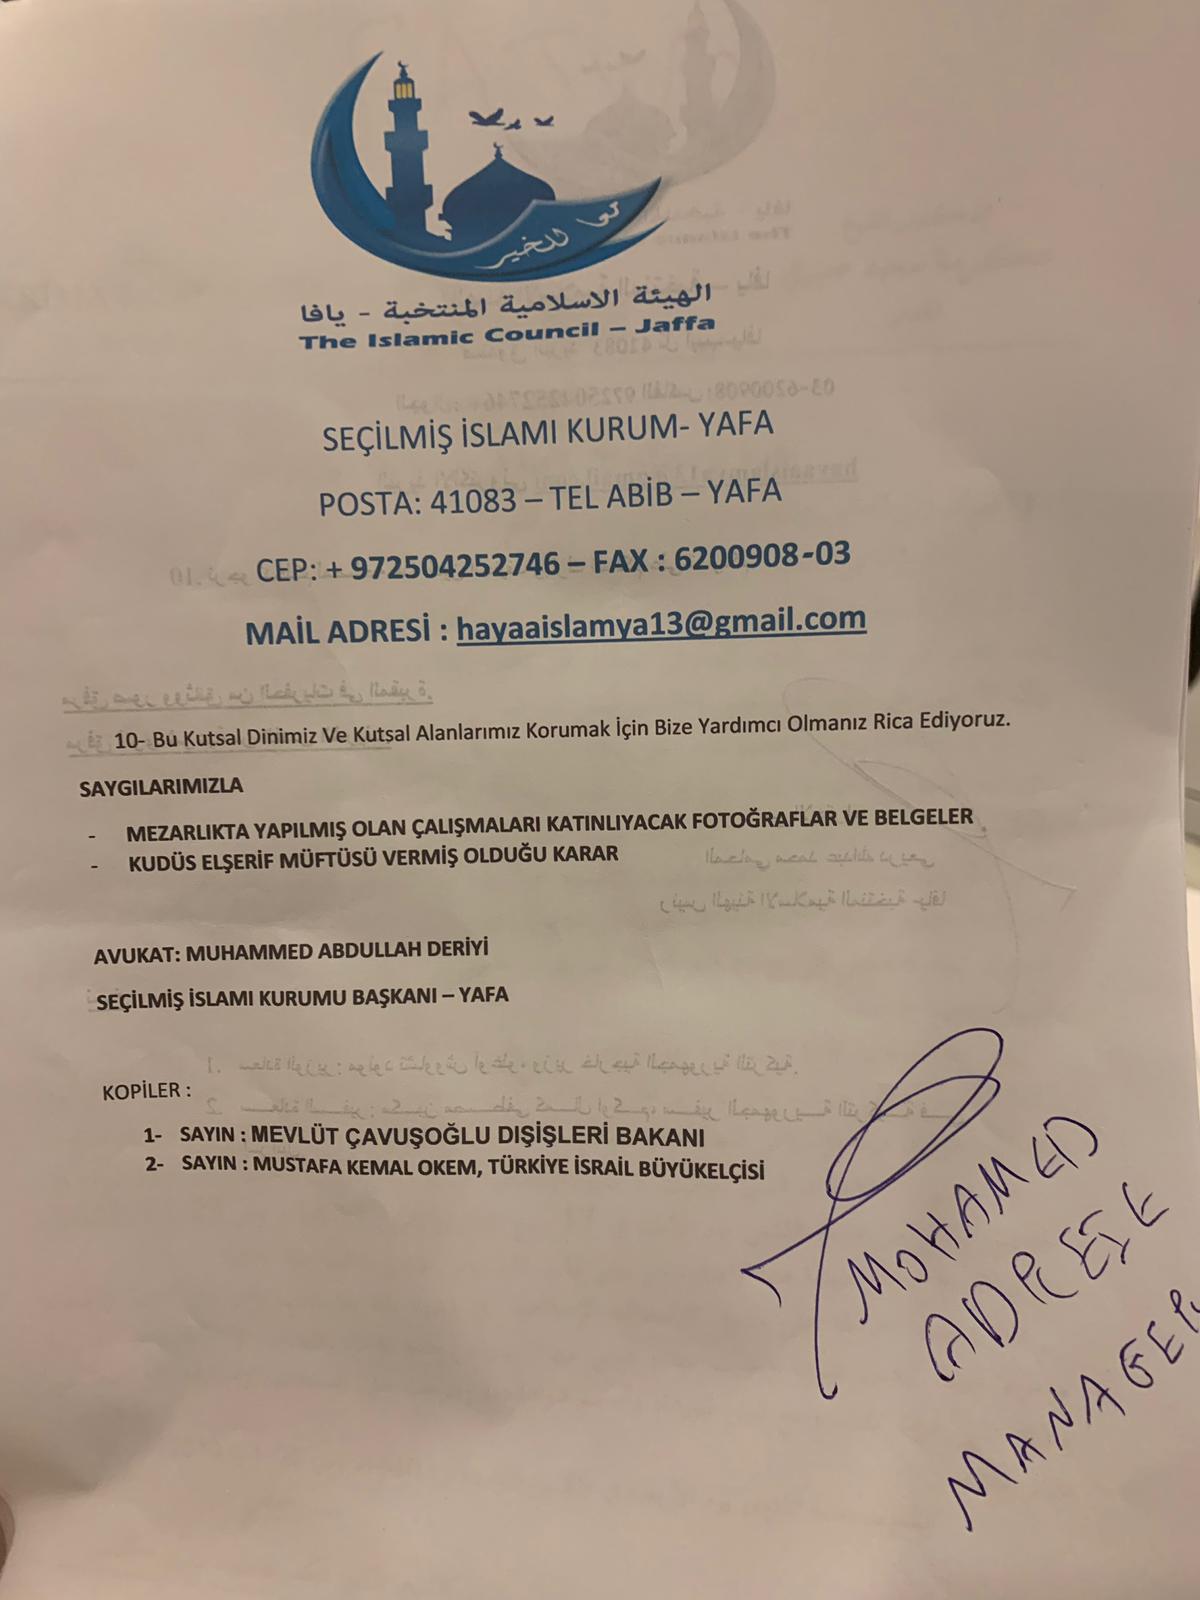 كن للخير
الهيئة الاسلامية المنتخبة - يافا
The Islamic Council – Jaffa
SEÇİLMİŞ İSLAMI KURUM- YAFA
POSTA: 41083 – TEL ABİB – YAFA
CEP: + 972504252746 – FAX : 6200908-03
MAİL ADRESİ : hayaaislamya13@gmail.com
10- Bu Kutsal Dinimiz Ve Kutsal Alanlarımız Korumak İçin Bize Yardımcı Olmanız Rica Ediyoruz.
SAYGILARIMIZLA
- MEZARLIKTA YAPILMIŞ OLAN ÇALIŞMALARI KATINLIYACAK FOTOĞRAFLAR VE BELGELER
- KUDÜS ELŞERİF MÜFTÜSÜ VERMİŞ OLDUĞU KARAR
AVUKAT: MUHAMMED ABDULLAH DERİYİ
SEÇİLMİŞ İSLAMI KURUMU BAŞKANI – YAFA
KOPİLER :
1- SAYIN : MEVLÜT ÇAVUŞOĞLU DIŞİŞLERİ BAKANI
2- SAYIN : MUSTAFA KEMAL OKEM, TÜRKİYE İSRAİL BÜYÜKELÇİSİ
MOHAMED
MANAGER